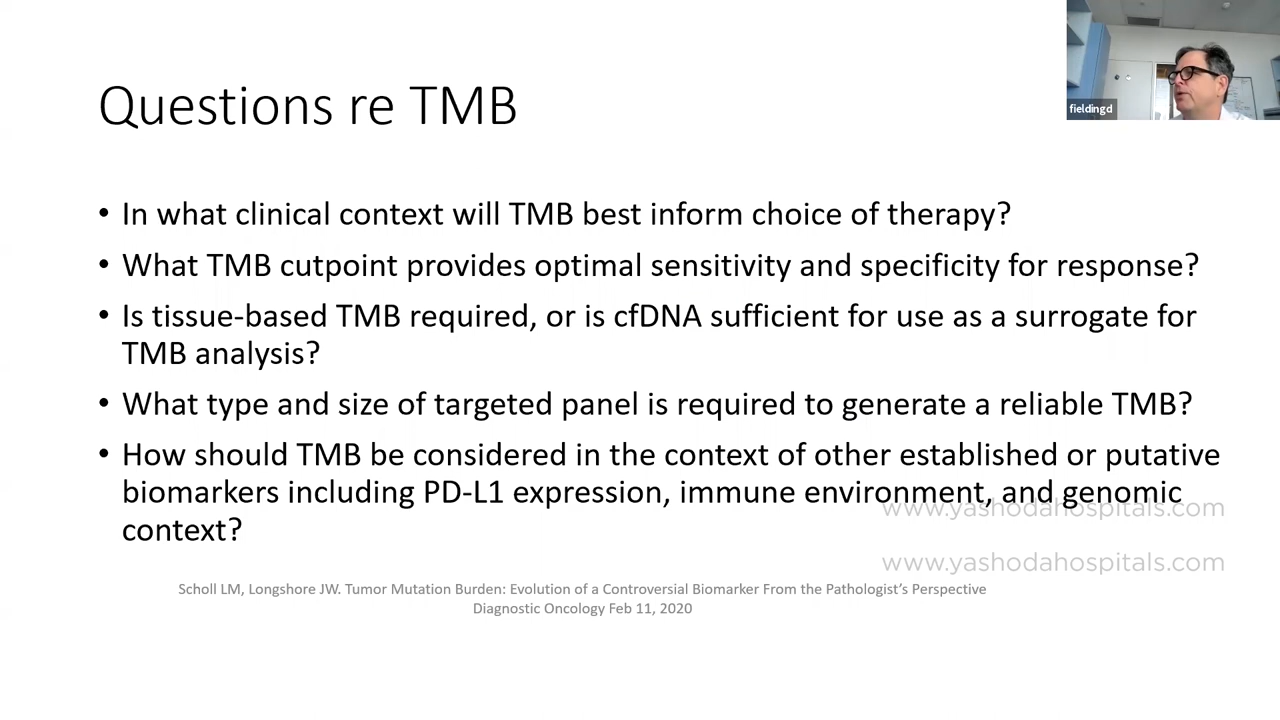 Questions re TMB
fieldingd
• In what clinical context will TMB best inform choice of therapy?
• What TMB cutpoint provides optimal sensitivity and specificity for response?
• Is tissue-based TMB required, or is cfDNA sufficient for use as a surrogate for
TMB analysis?
• What type and size of targeted panel is required to generate a reliable TMB?
• How should TMB be considered in the context of other established or putative
biomarkers including PD-L1 expression, immune environment, and genomic
context?
www.yashodahospitals.com
www.yashodahospitals.com
Scholl LM, Longshore JW. Tumor Mutation Burden: Evolution of a Controversial Biomarker From the Pathologist’s Perspective
Diagnostic Oncology Feb 11, 2020